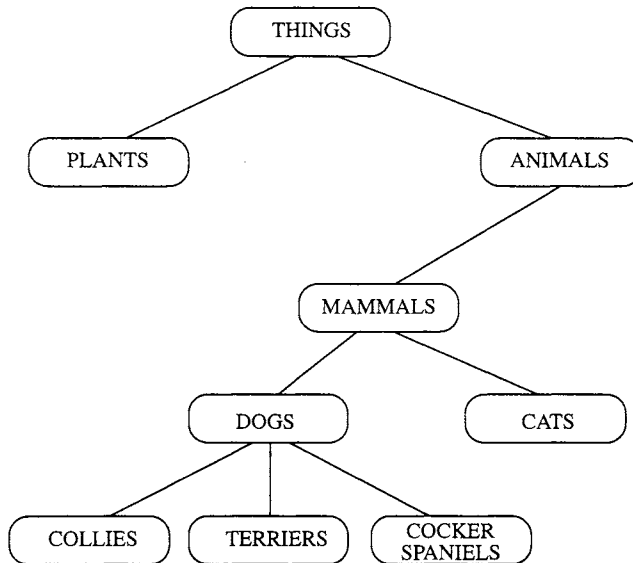 THINGS
PLANTS
ANIMALS
MAMMALS
DOGS
CATS
COLLIES
TERRIERS
COCKER
SPANIELS